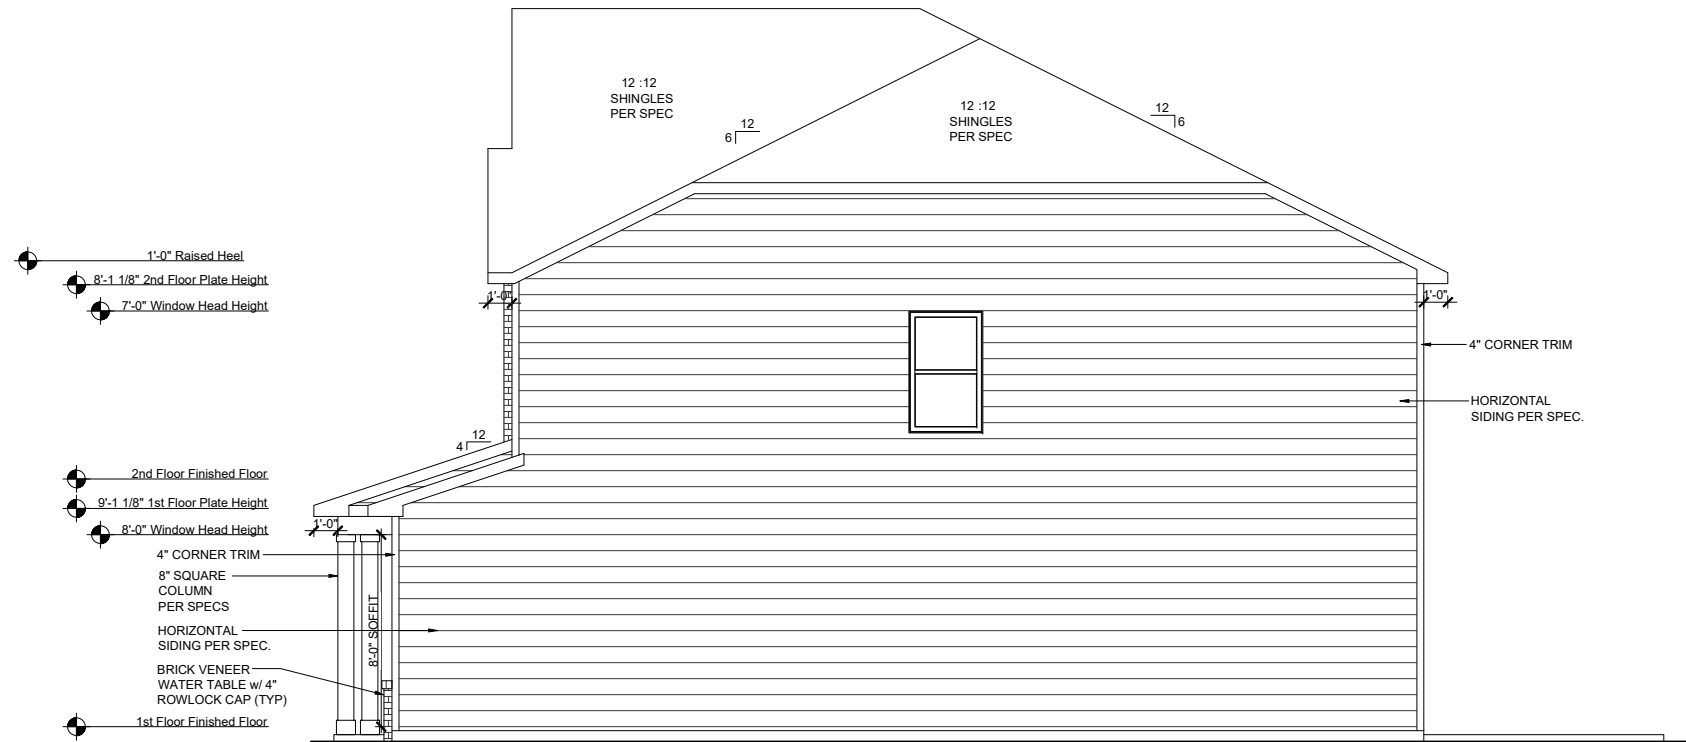 12 :12
SHINGLES
PER SPEC
12
6
12 :12
SHINGLES
PER SPEC
12
6
1'-0" Raised Heel
8'-1 1/8" 2nd Floor Plate Height
7'-0" Window Head Height
1'-0"
1'-0"
4" CORNER TRIM
HORIZONTAL
SIDING PER SPEC.
12
4
2nd Floor Finished Floor
9'-1 1/8" 1st Floor Plate Height
8'-0" Window Head Height
1'-0"
4" CORNER TRIM
8" SQUARE
COLUMN
PER SPECS
8'-0" SOFFIT
HORIZONTAL
SIDING PER SPEC.
BRICK VENEER
WATER TABLE w/ 4"
ROWLOCK CAP (TYP)
1st Floor Finished Floor